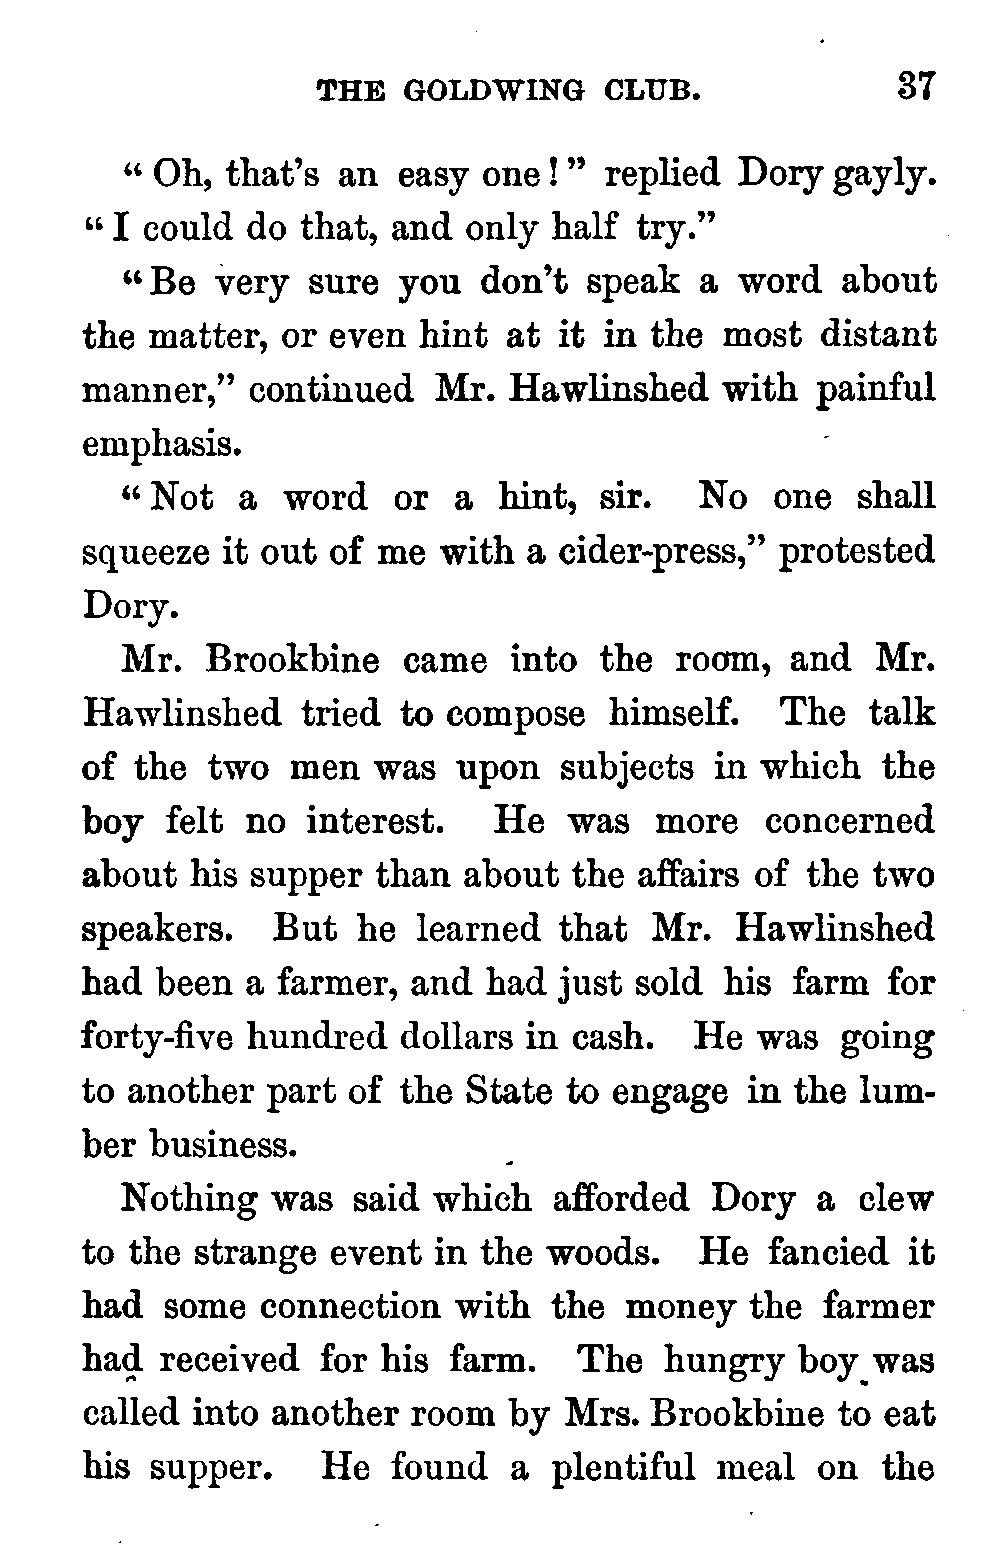 THE GOLDWING CLUB. 37
“Oh, that’s an easy one!” replied Dory gayly.
“I could do that, and only half try.”
“Be very sure you don’t speak a word about
the matter, or even hint at it in the most distant
manner,” continued Mr. Hawlinshed with painful
emphasis.
“Not a word or a hint, sir. No one shall
squeeze it out of me with a cider-press,” protested
Dory.
Mr. Brookbine came into the room, and Mr.
Hawlinshed tried to compose himself. The talk
of the two men was upon subjects in which the
boy felt no interest. He was more concerned
about his supper than about the affairs of the two
speakers. But he learned that Mr. Hawlinshed
had been a farmer, and had just sold his farm for
forty-five hundred dollars in cash. He was going
to another part of the State to engage in the lum-
ber business.
Nothing was said which afforded Dory a clew
to the strange event in the woods. He fancied it
had some connection with the money the farmer
had received for his farm. The hungry boy was
called into another room by Mrs. Brookbine to eat
his supper. He found a plentiful meal on the